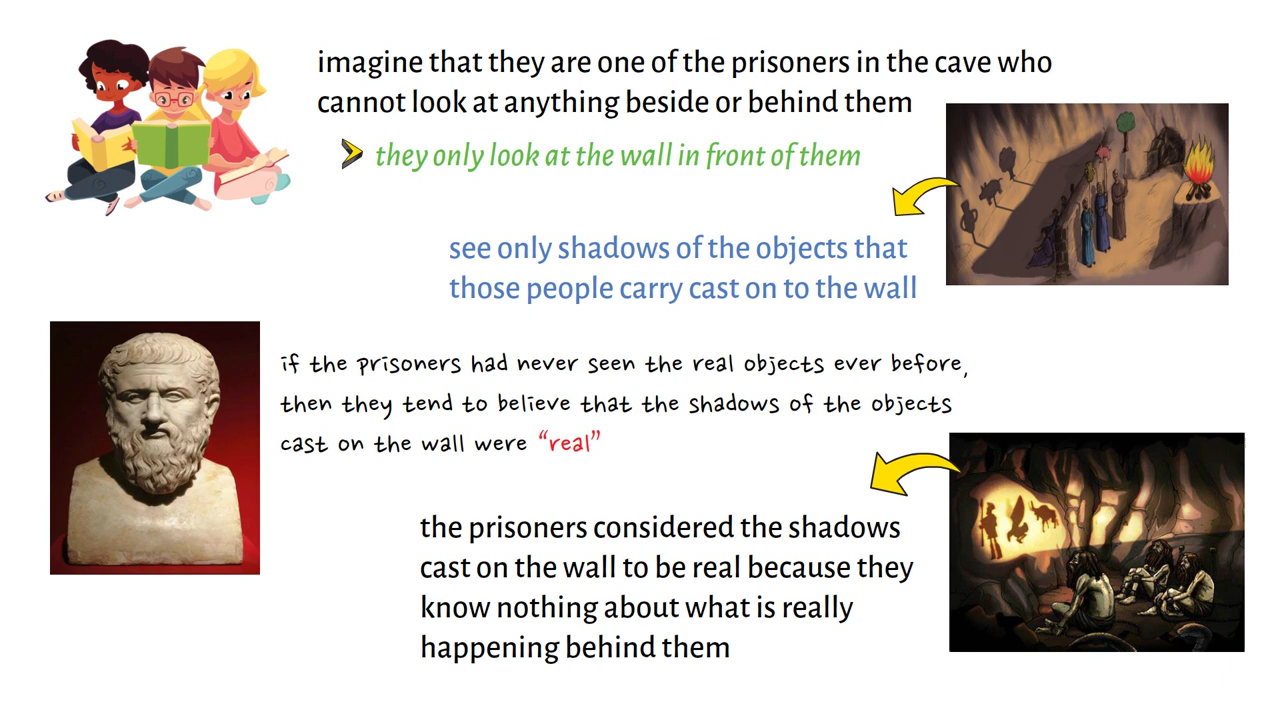 imagine that they are one of the prisoners in the cave who
cannot look at anything beside or behind them
they only look at the wall in front of them
see only shadows of the objects that
those people carry cast on to the wall
if the prisoners had never seen the real objects ever before,
then they tend to believe that the shadows of the objects
cast on the wall were “real”
the prisoners considered the shadows
cast on the wall to be real because they
know nothing about what is really
happening behind them